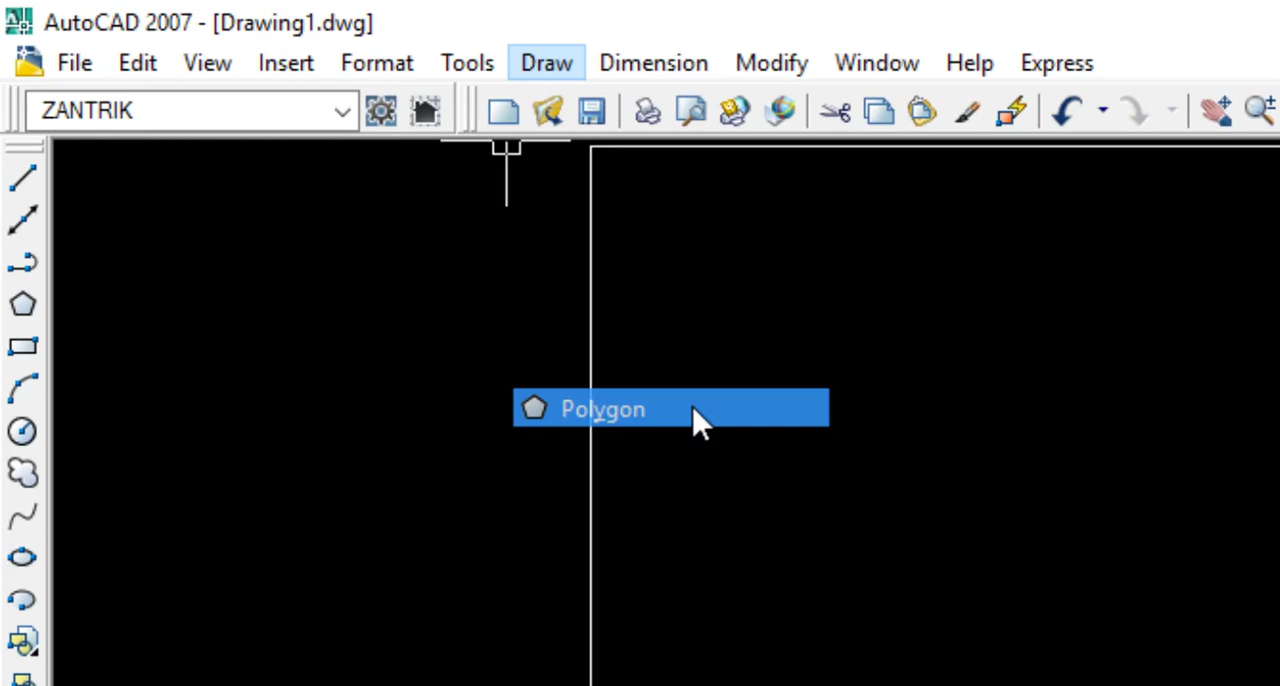 AutoCAD 2007 - [Drawing1.dwg]
File Edit View Insert Format Tools Draw Dimension Modify Window Help Express
ZANTRIK
Polygon